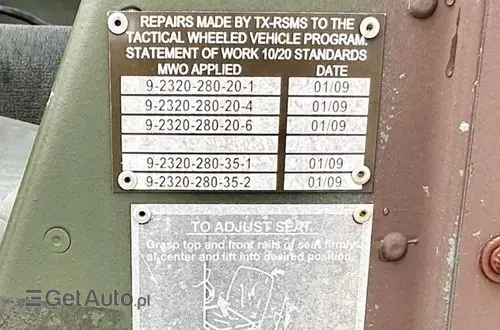 REPAIRS MADE BY TX-RSMS TO THE
TACTICAL WHEELED VEHICLE PROGRAM.
STATEMENT OF WORK 10/20 STANDARDS
MWO APPLIED DATE
9-2320-280-20-1 01/09
9-2320-280-20-4 01/09
9-2320-280-20-6 01/09
9-2320-280-35-1 01/09
9-2320-280-35-2 01/09
TO ADJUST SEAT
Grasp top and front rails of seat firmly
at center and lift into desired position
GetAuto.pl